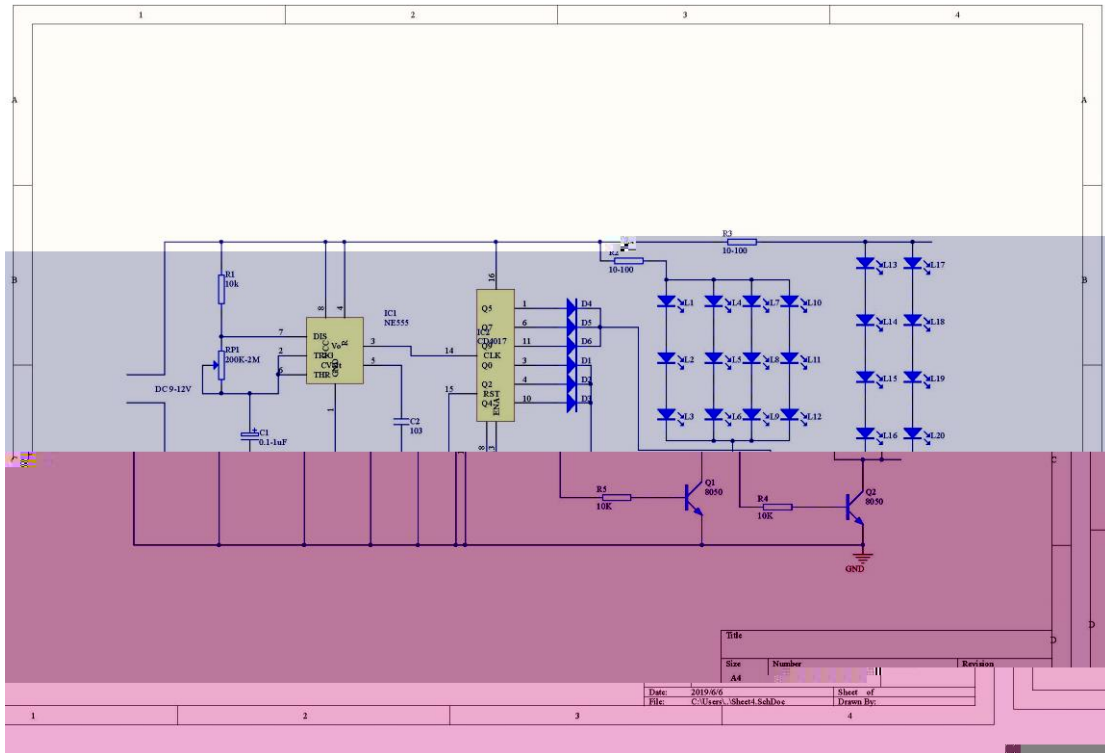 1 2 3 4
A A
R3
10-100
R2
10-100
B B
R1
10k
L13 L17
L1 L4 L7 L10
16
8 4
IC1
NE555
Q5 1 D4
Q7 6 D5
Q9 11 D6
IC2
CD4017
L14 L18
7 DIS
2 TRIG
6 THR
VCC
R
Vo 3
CVolt 5
GND
1
14 CLK
Q0 3 D1
Q2 4 D2
15 RST
Q4 10 D3
ENA
8 13
RP1
200K-2M
L2 L5 L8 L11
DC 9-12V
L15 L19
L3 L6 L9 L12
C2
103
C1
0.1-1uF
L16 L20
C C
Q1
8050
R5
10K
R4
10K
Q2
8050
GND
D
D
Title
Size Number Revision
A4
Date: 2019/6/6 Sheet of
File: C:\Users\..\Sheet4.SchDoc Drawn By:
1 2 3 4